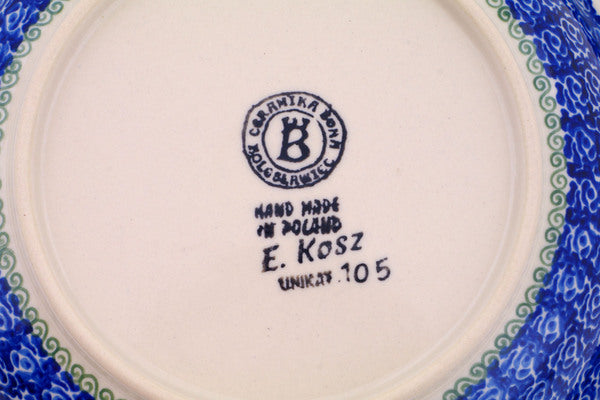 CERAMIKA BONA
BOLESŁAWIEC
B
HAND MADE
IN POLAND
E. KOSZ
UNIKAT 105